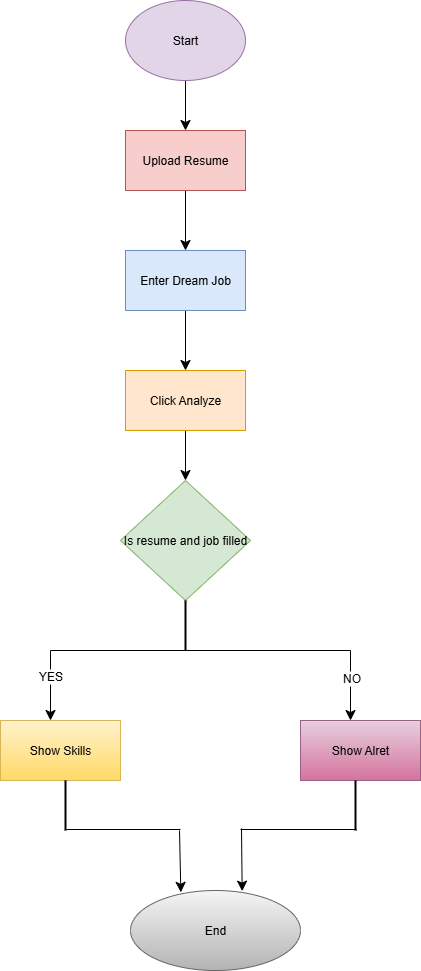 Start
Upload Resume
Enter Dream Job
Click Analyze
Is resume and job filled
YES
NO
Show Skills
Show Alret
End